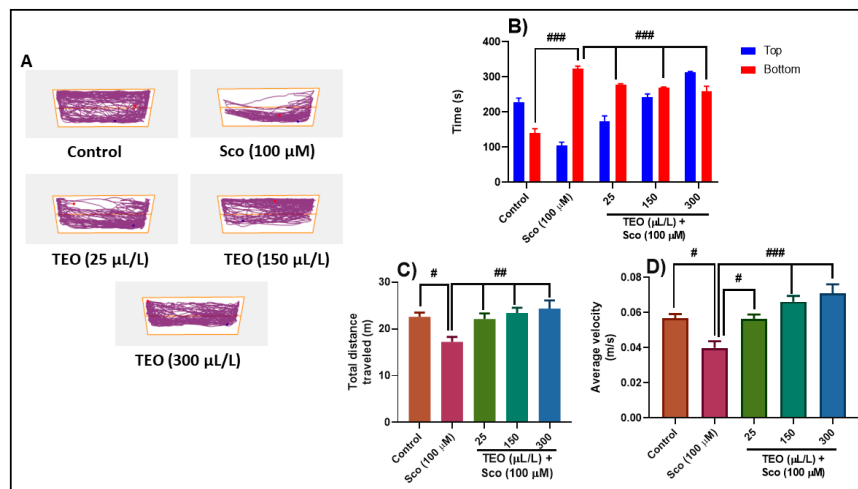 A
Control
Sco (100 µM)
TEO (25 µL/L)
TEO (150 µL/L)
TEO (300 µL/L)
B)
###
###
Top
Bottom
400
300
200
100
0
Time (s)
Control
Sco (100 µM)
25
150
300
TEO (µL/L) +
Sco (100 µM)
C)
#
##
30
20
10
0
Total distance
traveled (m)
Control
Sco (100 µM)
25
150
300
TEO (µL/L) +
Sco (100 µM)
D)
#
###
#
0.08
0.06
0.04
0.02
0.00
Average velocity
(m/s)
Control
Sco (100 µM)
25
150
300
TEO (µL/L) +
Sco (100 µM)